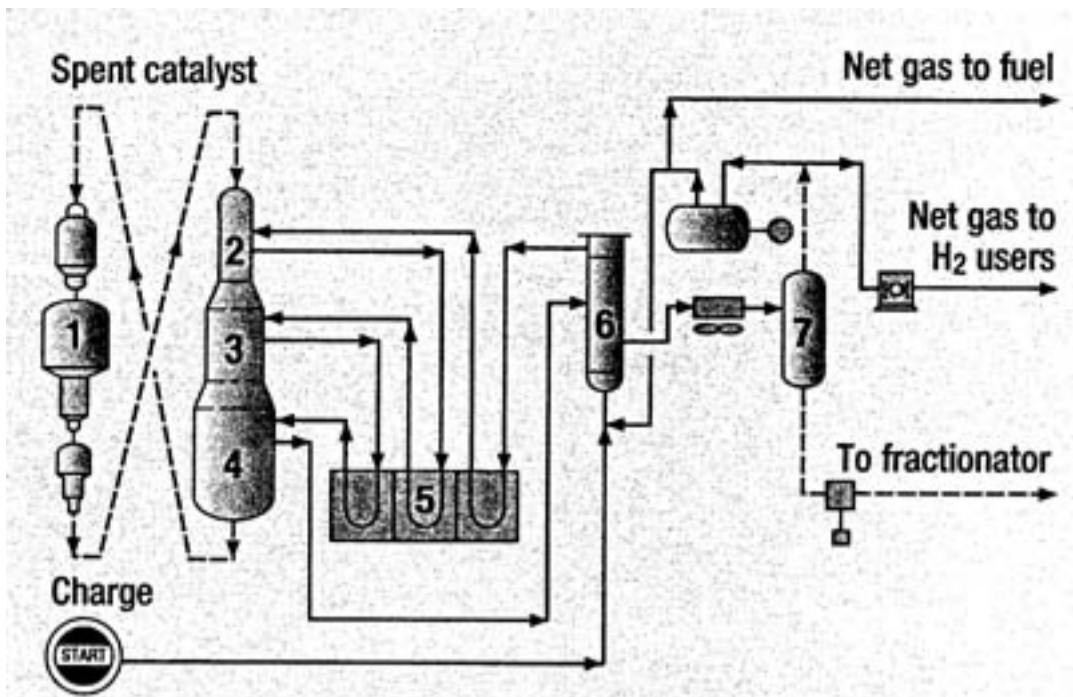 Spent catalyst
Net gas to fuel
Net gas to
H₂ users
1
2
3
4
5
6
7
To fractionator
Charge
START